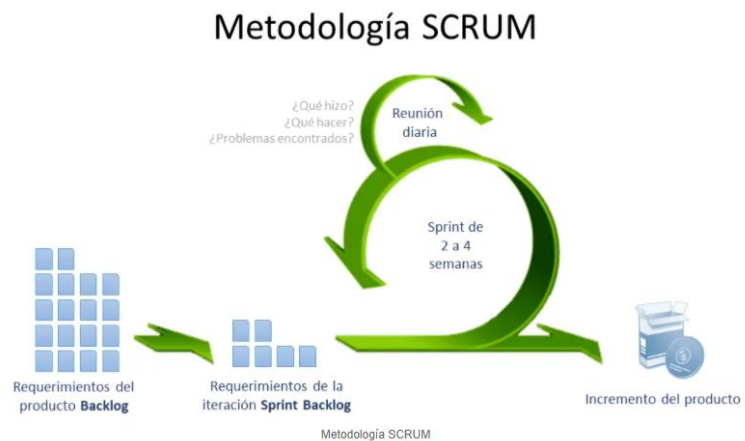 Metodología SCRUM
¿Qué hizo?
¿Qué hacer?
¿Problemas encontrados?
Reunión
diaria
Sprint de
2 a 4
semanas
Requerimientos del
producto Backlog
Requerimientos de la
iteración Sprint Backlog
Incremento del producto
Metodología SCRUM